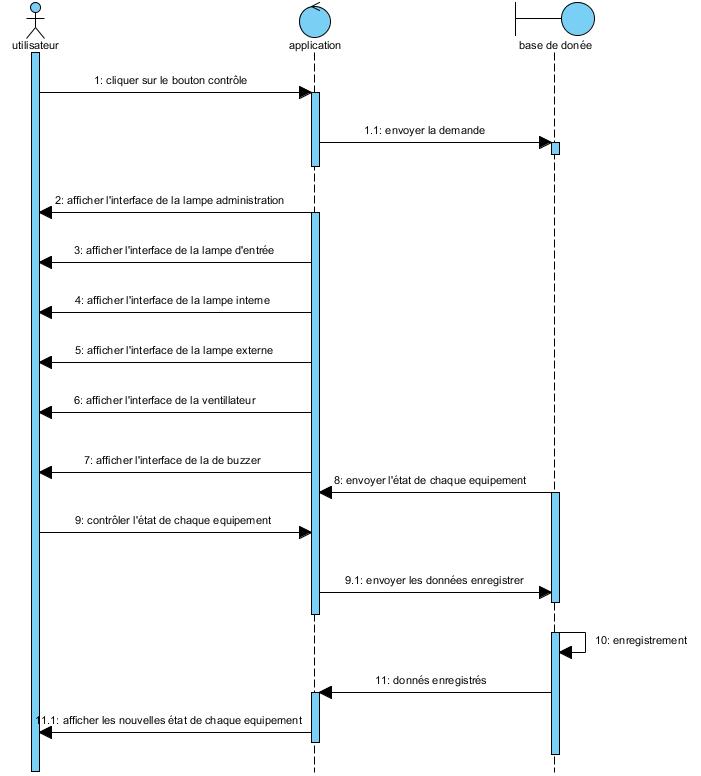 utilisateur
application
base de donée
1: cliquer sur le bouton contrôle
1.1: envoyer la demande
2: afficher l'interface de la lampe administration
3: afficher l'interface de la lampe d'entrée
4: afficher l'interface de la lampe interne
5: afficher l'interface de la lampe externe
6: afficher l'interface de la ventillateur
7: afficher l'interface de la de buzzer
8: envoyer l'état de chaque equipement
9: contrôler l'état de chaque equipement
9.1: envoyer les données enregistrer
10: enregistrement
11: donnés enregistrés
11.1: afficher les nouvelles état de chaque equipement